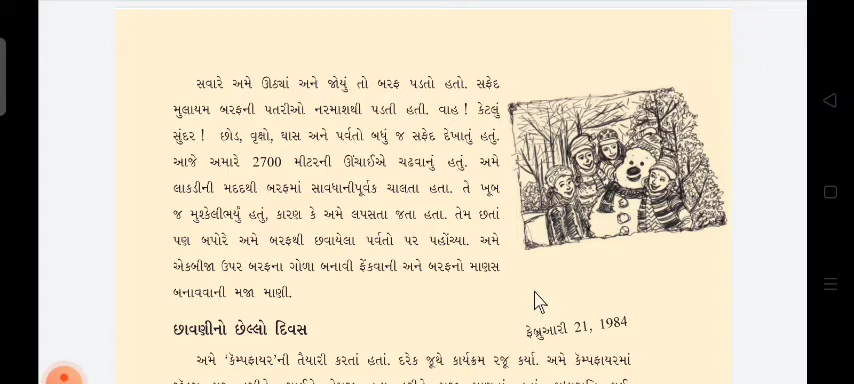 સવારે અમે ઊઠ્યાં અને જોયું તો બરફ પડતો હતો. સફેદ
મુલાયમ બરફની પતરીઓ નરમાશથી પડતી હતી. વાહ ! કેટલું
સુંદર ! છોડ, વૃક્ષો, ઘાસ અને પર્વતો બધું જ સફેદ દેખાતું હતું.
આજે અમારે 2700 મીટરની ઊંચાઈએ ચઢવાનું હતું. અમે
લાકડીની મદદથી બરફમાં સાવધાનીપૂર્વક ચાલતા હતા. તે ખૂબ
જ મુશ્કેલીભર્યું હતું, કારણ કે અમે લપસતા જતા હતા. તેમ છતાં
પણ બપોરે અમે બરફથી છવાયેલા પર્વતો પર પહોંચ્યા. અમે
એકબીજા ઉપર બરફના ગોળા બનાવી ફેંકવાની અને બરફનો માણસ
બનાવવાની મજા માણી.
છાવણીનો છેલ્લો દિવસ
ફેબ્રુઆરી 21, 1984
અમે ‘કૅમ્પફાયર’ની તૈયારી કરતાં હતાં. દરેક જૂથે કાર્યક્રમ રજૂ કર્યા. અમે કૅમ્પફાયરમાં